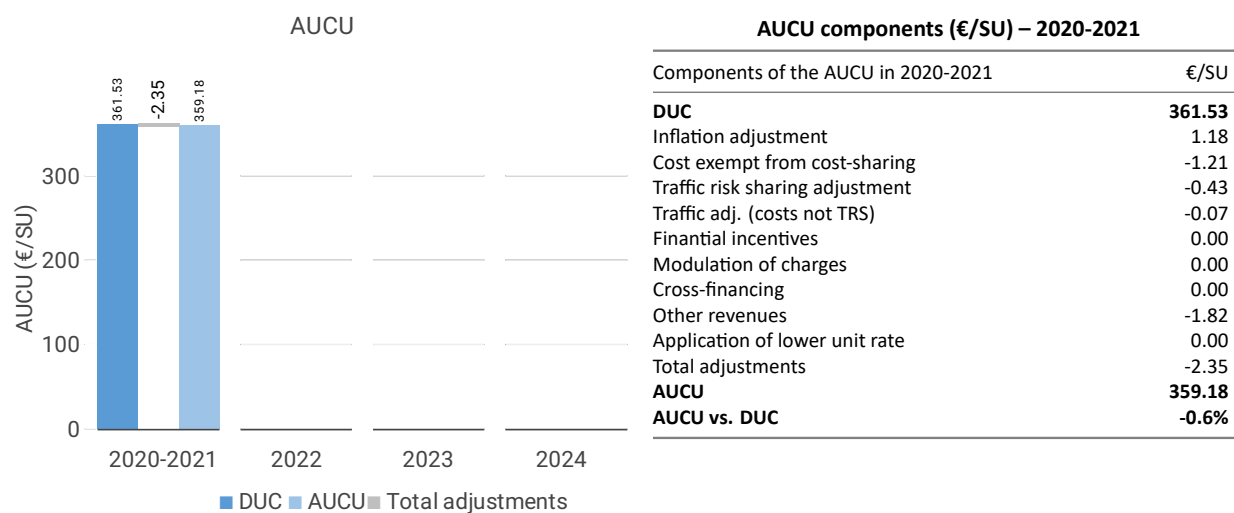 AUCU
361.53
-2.35
359.18
300
200
100
0
AUCU (€/SU)
2020-2021 2022 2023 2024
DUC AUCU Total adjustments
AUCU components (€/SU) – 2020-2021
Components of the AUCU in 2020-2021 €/SU
DUC 361.53
Inflation adjustment 1.18
Cost exempt from cost-sharing -1.21
Traffic risk sharing adjustment -0.43
Traffic adj. (costs not TRS) -0.07
Finantial incentives 0.00
Modulation of charges 0.00
Cross-financing 0.00
Other revenues -1.82
Application of lower unit rate 0.00
Total adjustments -2.35
AUCU 359.18
AUCU vs. DUC -0.6%